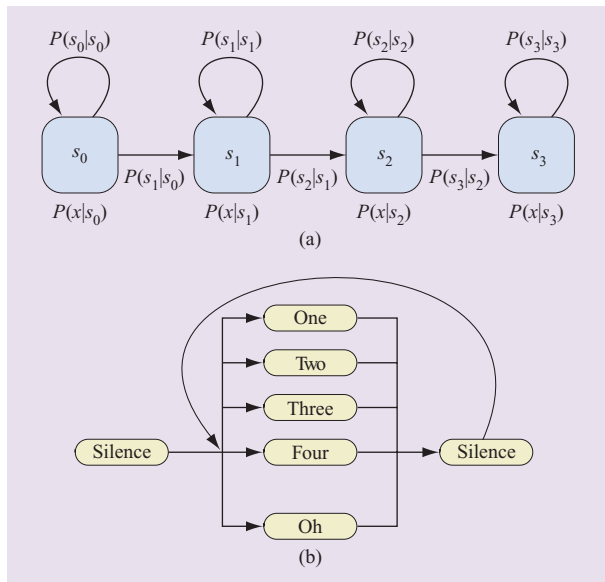 P(s₀|s₀) P(s₁|s₁) P(s₂|s₂) P(s₃|s₃)
s₀ s₁ s₂ s₃
P(s₁|s₀) P(s₂|s₁) P(s₃|s₂)
P(x|s₀) P(x|s₁) P(x|s₂) P(x|s₃)
(a)
One
Two
Three
Silence Four Silence
Oh
(b)